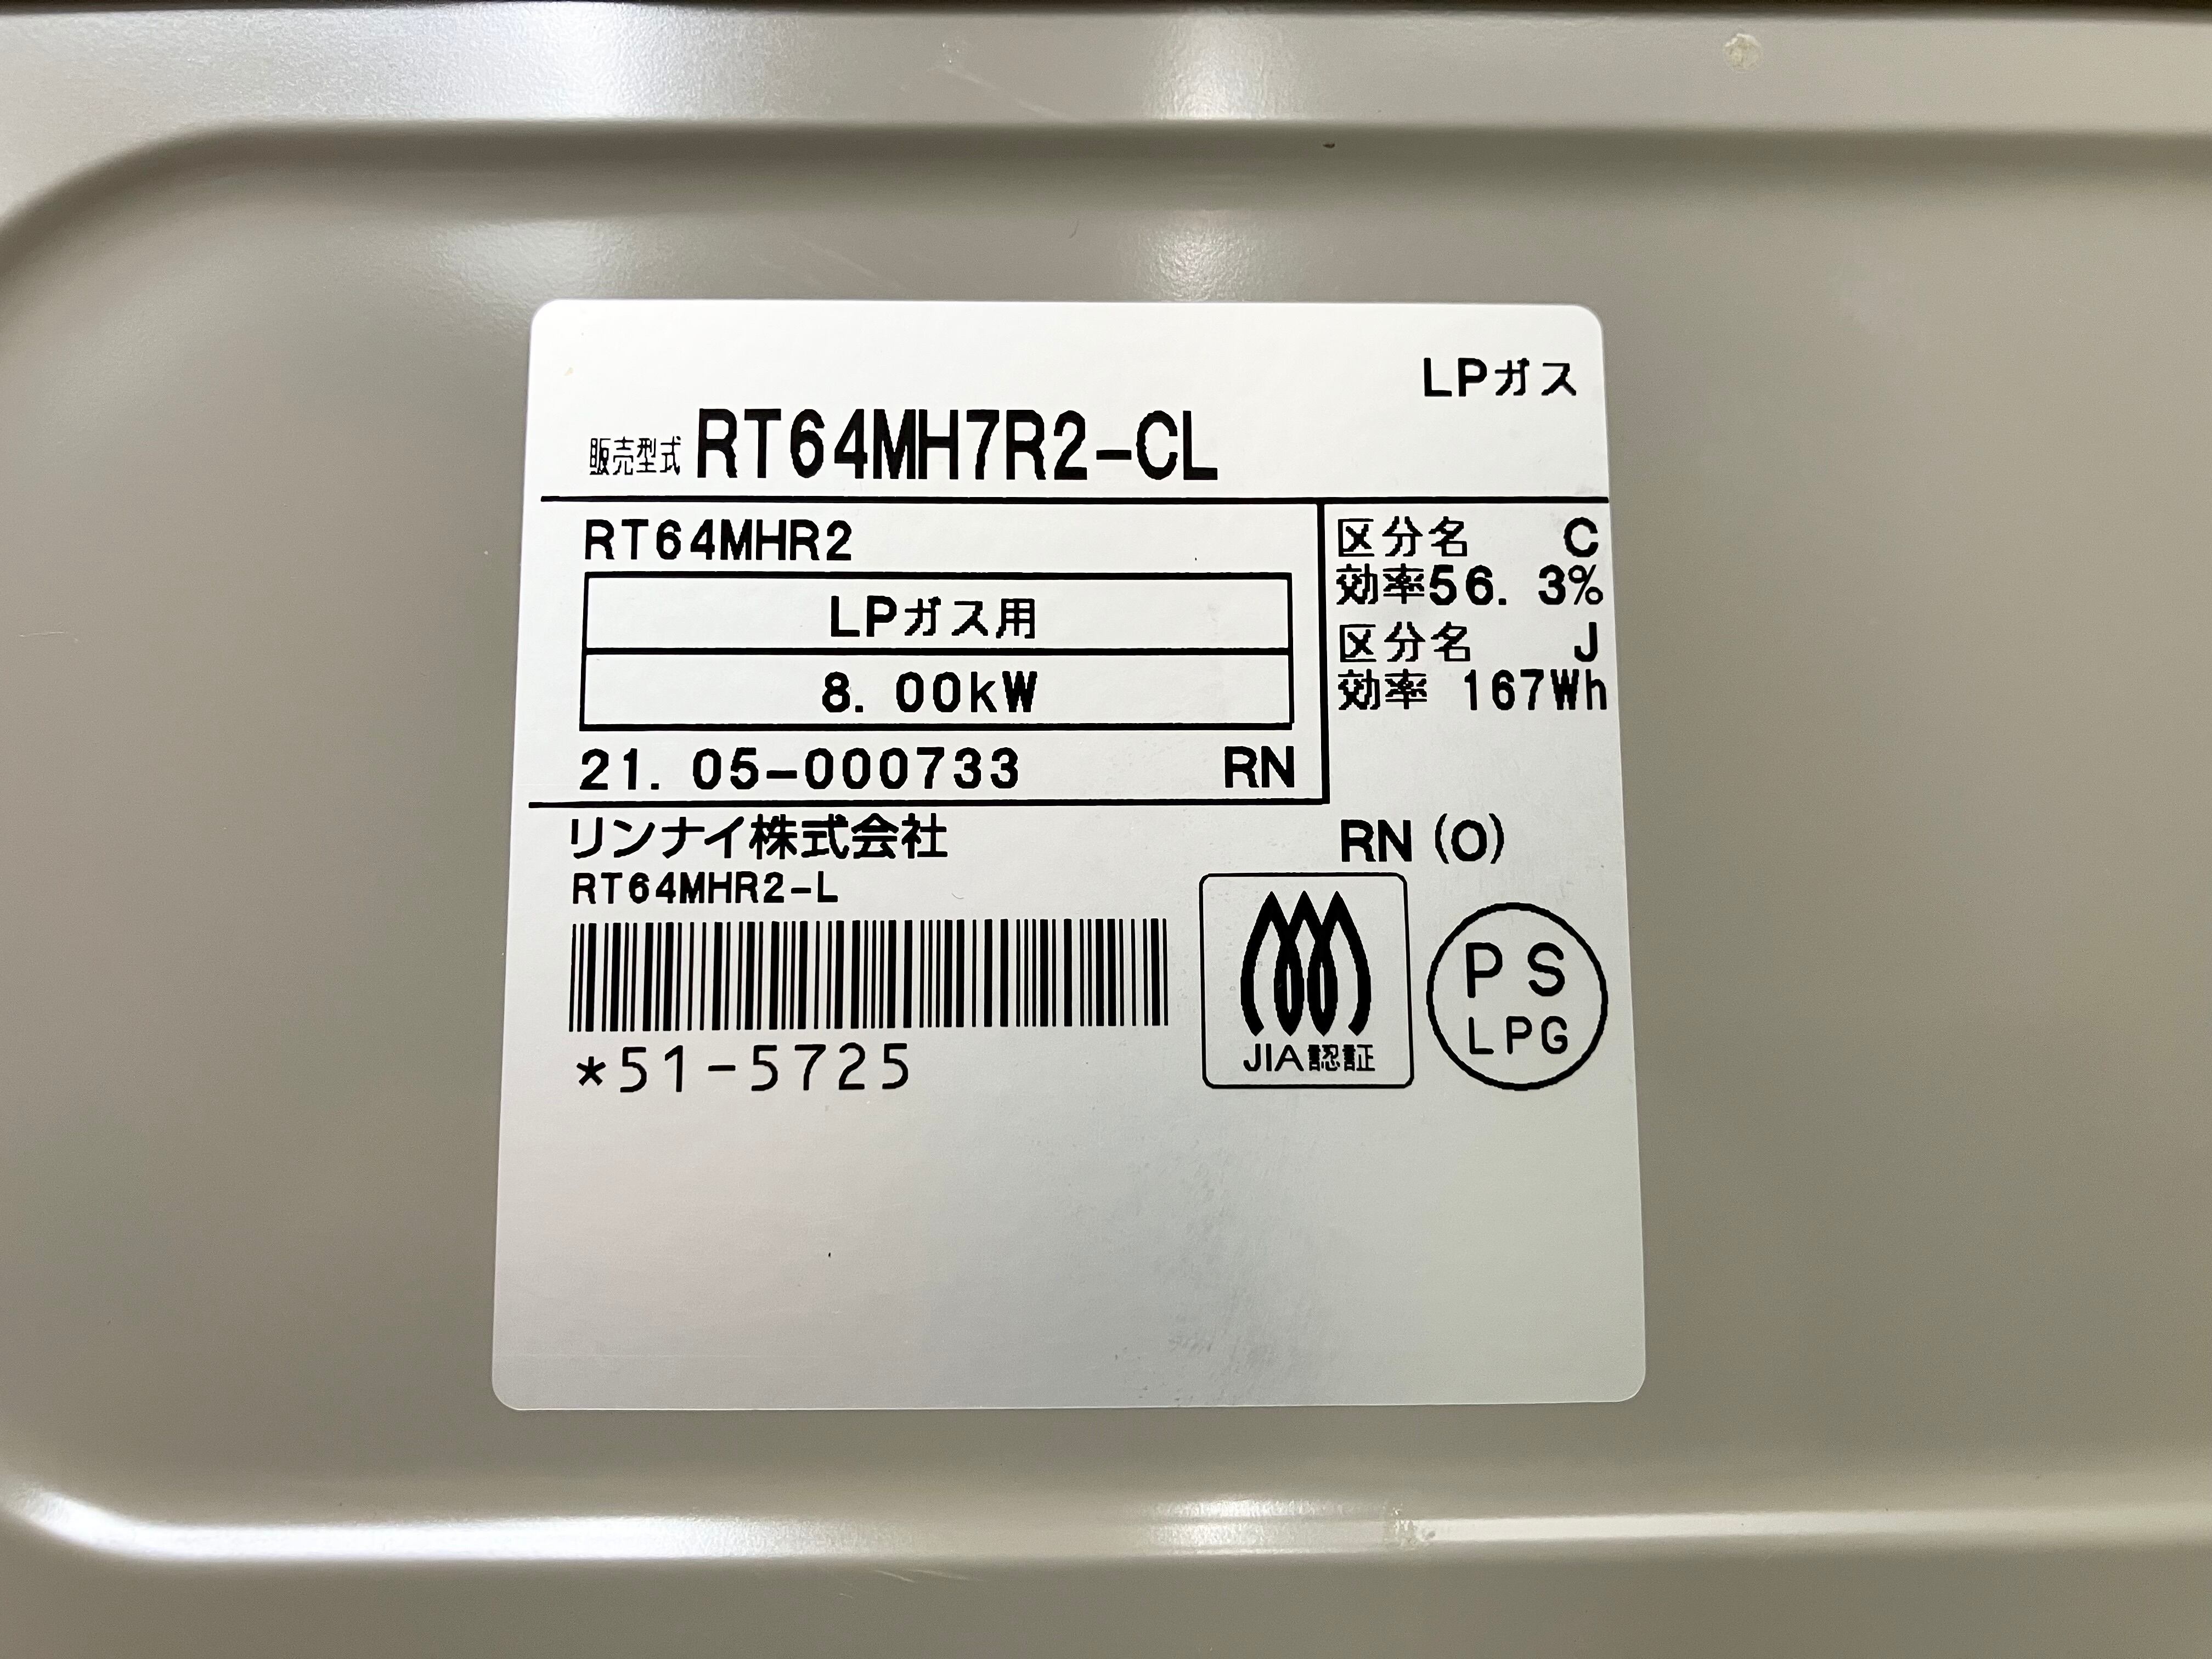 LPガス
販売型式 RT64MH7R2-CL
RT64MHR2
LPガス用
8.00kW
21.05-000733 RN
区分名 C
効率56.3%
区分名 J
効率 167Wh
リンナイ株式会社
RN(O)
RT64MHR2-L
*51-5725
JIA認証
PS
LPG